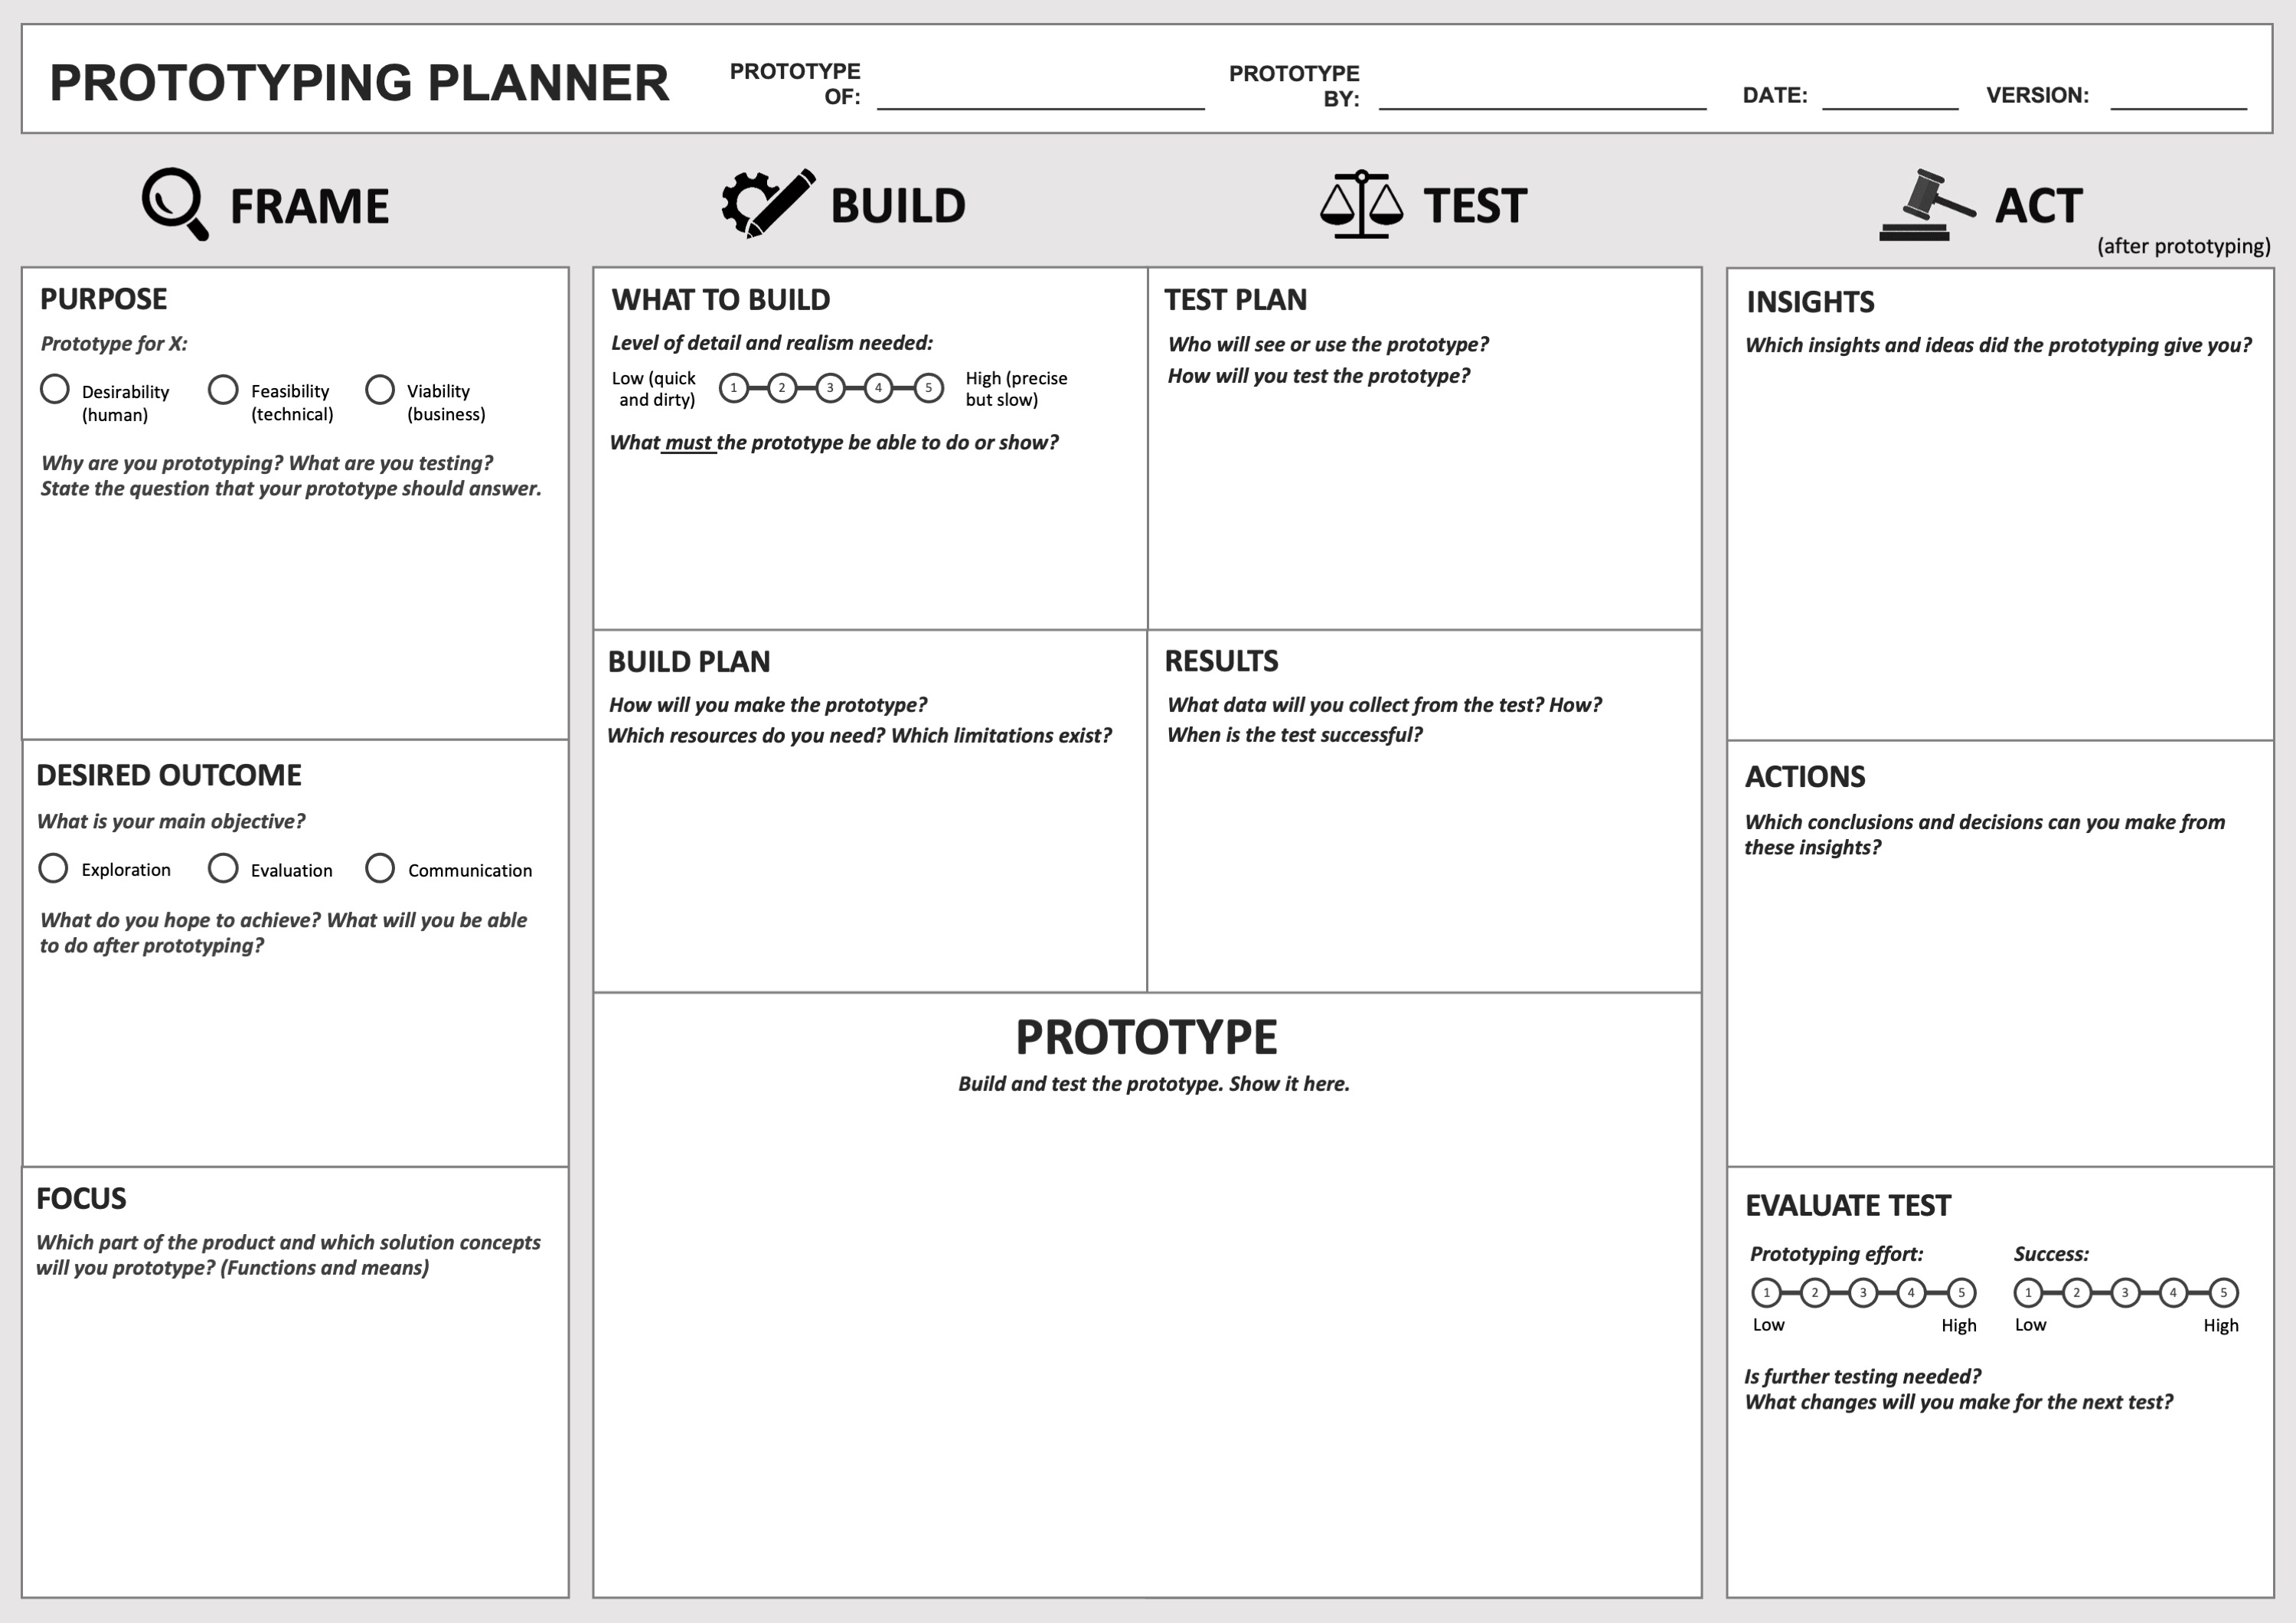 PROTOTYPING PLANNER
PROTOTYPE
OF:
PROTOTYPE
BY:
DATE:
VERSION:
FRAME
PURPOSE
Prototype for X:
Desirability
(human)
Feasibility
(technical)
Viability
(business)
Why are you prototyping? What are you testing?
State the question that your prototype should answer.
DESIRED OUTCOME
What is your main objective?
Exploration
Evaluation
Communication
What do you hope to achieve? What will you be able
to do after prototyping?
FOCUS
Which part of the product and which solution concepts
will you prototype? (Functions and means)
BUILD
WHAT TO BUILD
Level of detail and realism needed:
Low (quick
and dirty)
1 2 3 4 5
High (precise
but slow)
What must the prototype be able to do or show?
BUILD PLAN
How will you make the prototype?
Which resources do you need? Which limitations exist?
TEST
TEST PLAN
Who will see or use the prototype?
How will you test the prototype?
RESULTS
What data will you collect from the test? How?
When is the test successful?
PROTOTYPE
Build and test the prototype. Show it here.
ACT
(after prototyping)
INSIGHTS
Which insights and ideas did the prototyping give you?
ACTIONS
Which conclusions and decisions can you make from
these insights?
EVALUATE TEST
Prototyping effort:
1 2 3 4 5
Low High
Success:
1 2 3 4 5
Low High
Is further testing needed?
What changes will you make for the next test?